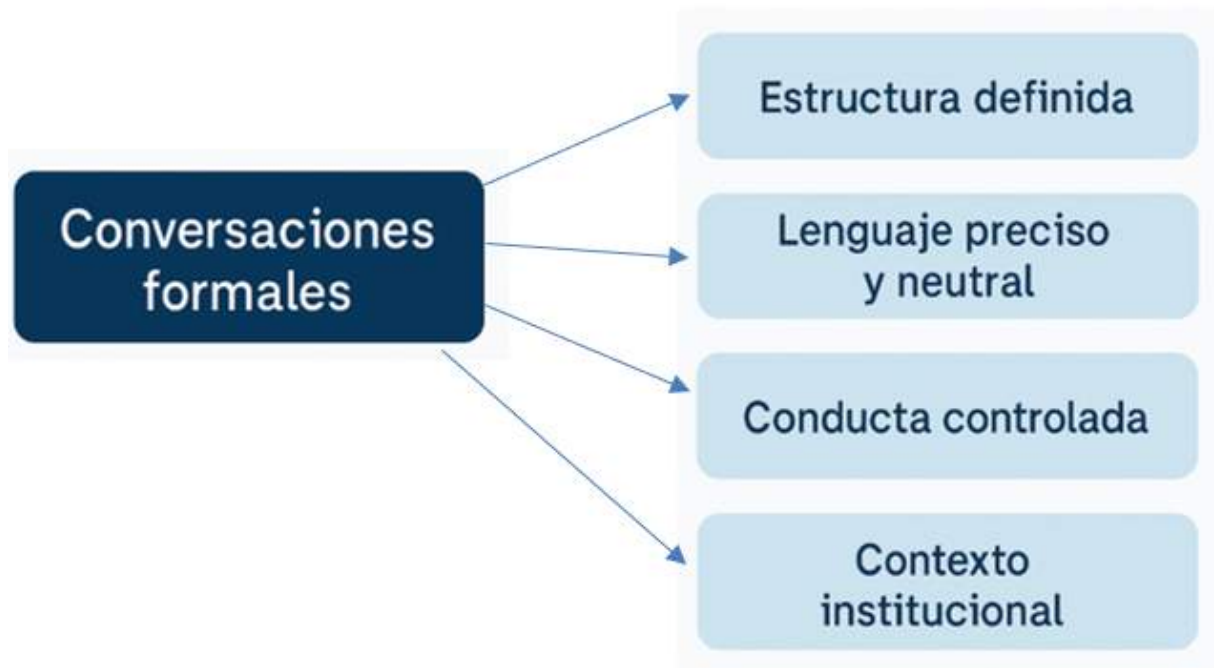 Conversaciones
formales
Estructura definida
Lenguaje preciso
y neutral
Conducta controlada
Contexto
institucional